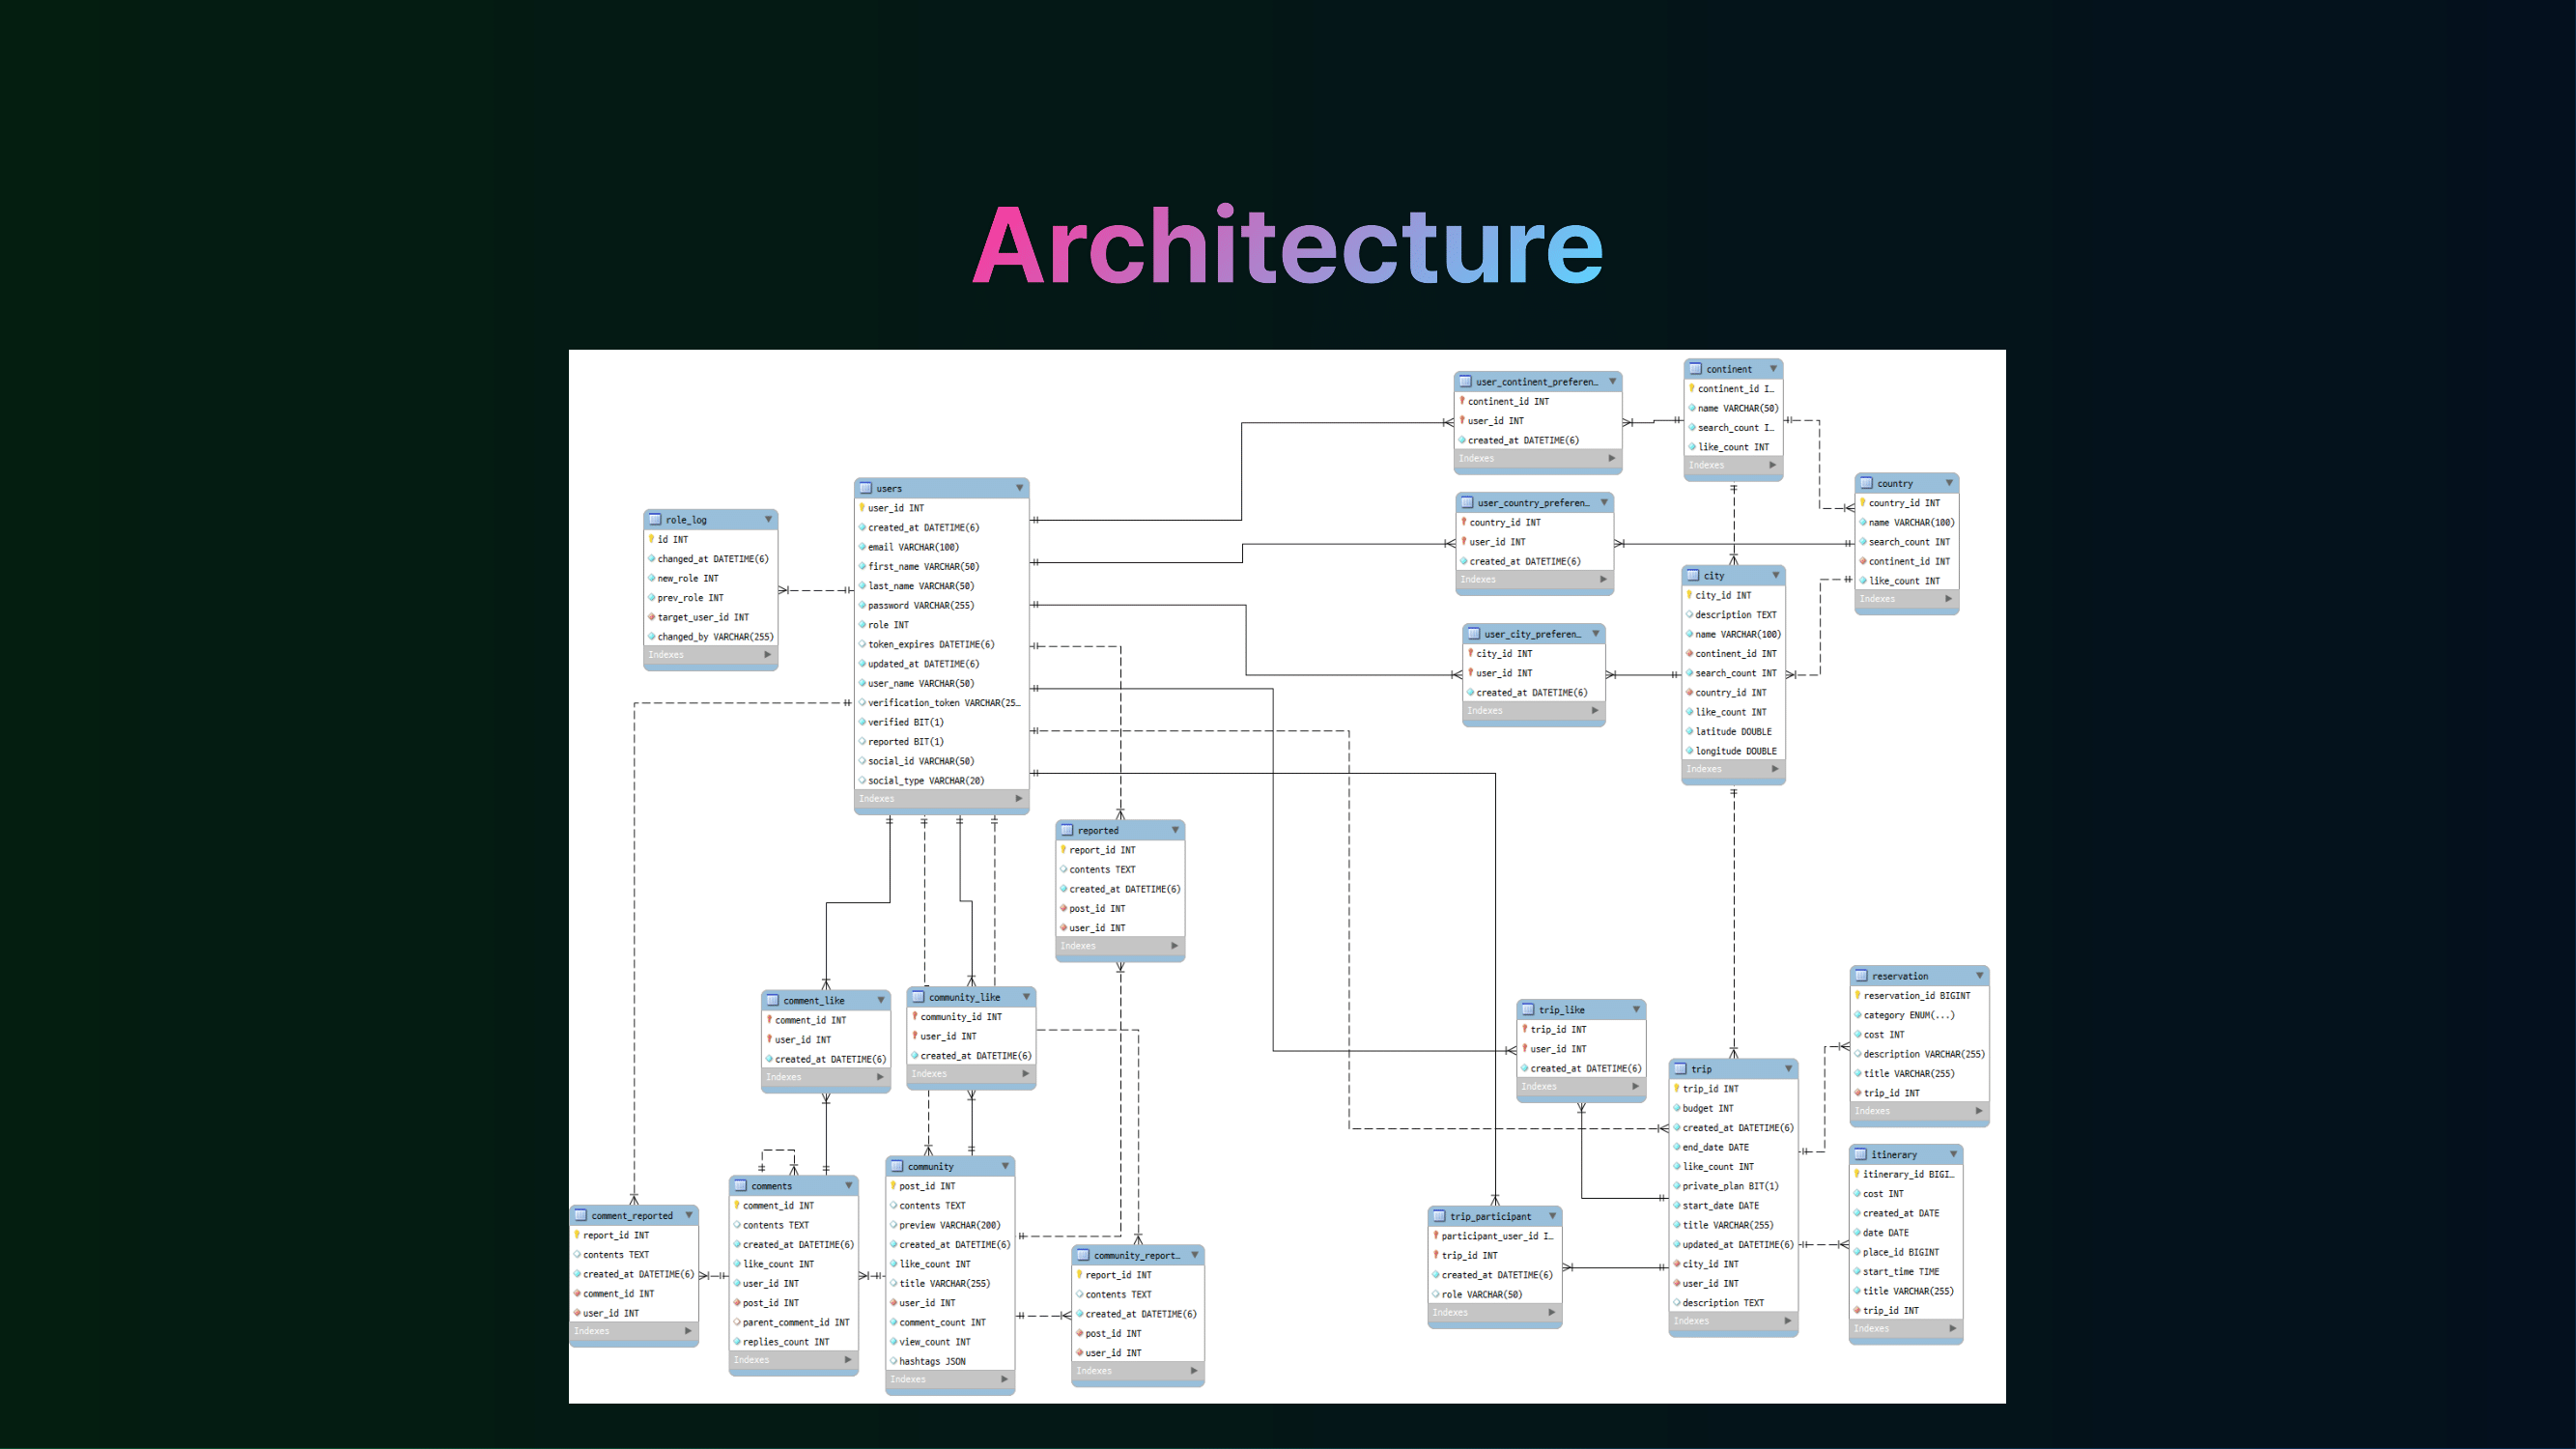 Architecture
user_continent_preferen...
continent_id INT
user_id INT
created_at DATETIME(6)
Indexes
continent
continent_id I...
name VARCHAR(50)
search_count I...
like_count INT
Indexes
user_country_preferen...
country_id INT
user_id INT
created_at DATETIME(6)
Indexes
country
country_id INT
name VARCHAR(100)
search_count INT
continent_id INT
like_count INT
Indexes
users
user_id INT
created_at DATETIME(6)
email VARCHAR(100)
first_name VARCHAR(50)
last_name VARCHAR(50)
password VARCHAR(255)
role INT
token_expires DATETIME(6)
updated_at DATETIME(6)
user_name VARCHAR(50)
verification_token VARCHAR(25...
verified BIT(1)
reported BIT(1)
social_id VARCHAR(50)
social_type VARCHAR(20)
Indexes
role_log
id INT
changed_at DATETIME(6)
new_role INT
prev_role INT
target_user_id INT
changed_by VARCHAR(255)
Indexes
user_city_preferen...
city_id INT
user_id INT
created_at DATETIME(6)
Indexes
city
city_id INT
description TEXT
name VARCHAR(100)
continent_id INT
search_count INT
country_id INT
like_count INT
latitude DOUBLE
longitude DOUBLE
Indexes
reported
report_id INT
contents TEXT
created_at DATETIME(6)
post_id INT
user_id INT
Indexes
comment_like
comment_id INT
user_id INT
created_at DATETIME(6)
Indexes
community_like
community_id INT
user_id INT
created_at DATETIME(6)
Indexes
trip_like
trip_id INT
user_id INT
created_at DATETIME(6)
Indexes
reservation
reservation_id BIGINT
category ENUM(...)
cost INT
description VARCHAR(255)
title VARCHAR(255)
trip_id INT
Indexes
trip
trip_id INT
budget INT
created_at DATETIME(6)
end_date DATE
like_count INT
private_plan BIT(1)
start_date DATE
title VARCHAR(255)
updated_at DATETIME(6)
city_id INT
user_id INT
description TEXT
Indexes
itinerary
itinerary_id BIGI...
cost INT
created_at DATE
date DATE
place_id BIGINT
start_time TIME
title VARCHAR(255)
trip_id INT
Indexes
comment_reported
report_id INT
contents TEXT
created_at DATETIME(6)
comment_id INT
user_id INT
Indexes
comments
comment_id INT
contents TEXT
created_at DATETIME(6)
like_count INT
user_id INT
post_id INT
parent_comment_id INT
replies_count INT
Indexes
community
post_id INT
contents TEXT
preview VARCHAR(200)
created_at DATETIME(6)
like_count INT
title VARCHAR(255)
user_id INT
comment_count INT
view_count INT
hashtags JSON
Indexes
community_report...
report_id INT
contents TEXT
created_at DATETIME(6)
post_id INT
user_id INT
Indexes
trip_participant
participant_user_id I...
trip_id INT
created_at DATETIME(6)
role VARCHAR(50)
Indexes